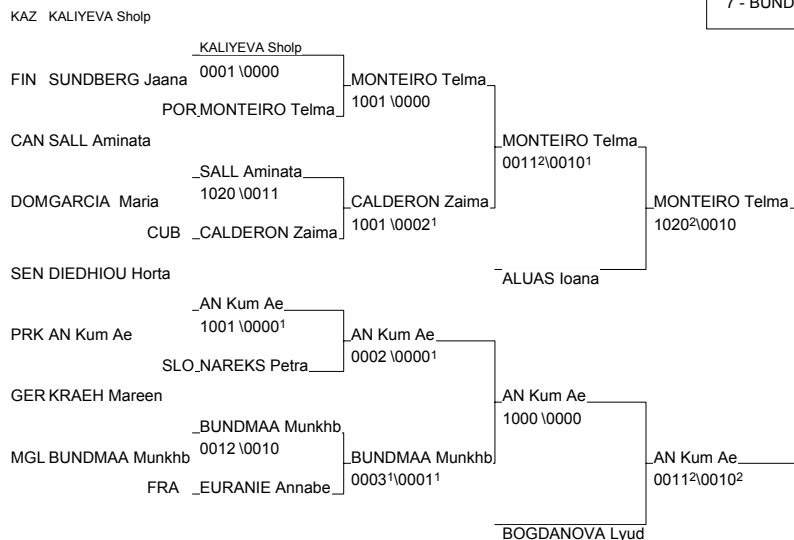 7 - BUND
KAZ KALIYEVA Sholp
KALIYEVA Sholp
0001 \0000
FIN SUNDBERG Jaana
MONTEIRO Telma
1001 \0000
POR MONTEIRO Telma
CAN SALL Aminata
MONTEIRO Telma
0011² \0010¹
SALL Aminata
1020 \0011
DOM GARCIA Maria
CALDERON Zaima
1001 \0002¹
MONTEIRO Telma
1020² \0010
CUB CALDERON Zaima
SEN DIEDHIOU Horta
ALUAS Ioana
AN Kum Ae
1001 \0000¹
PRK AN Kum Ae
AN Kum Ae
0002 \0000¹
SLO NAREKS Petra
GER KRAEH Mareen
AN Kum Ae
1000 \0000
BUNDMAA Munkhb
0012 \0010
MGL BUNDMAA Munkhb
BUNDMAA Munkhb
0003¹ \0001¹
AN Kum Ae
0011² \0010²
FRA EURANIE Annabe
BOGDANOVA Lyud